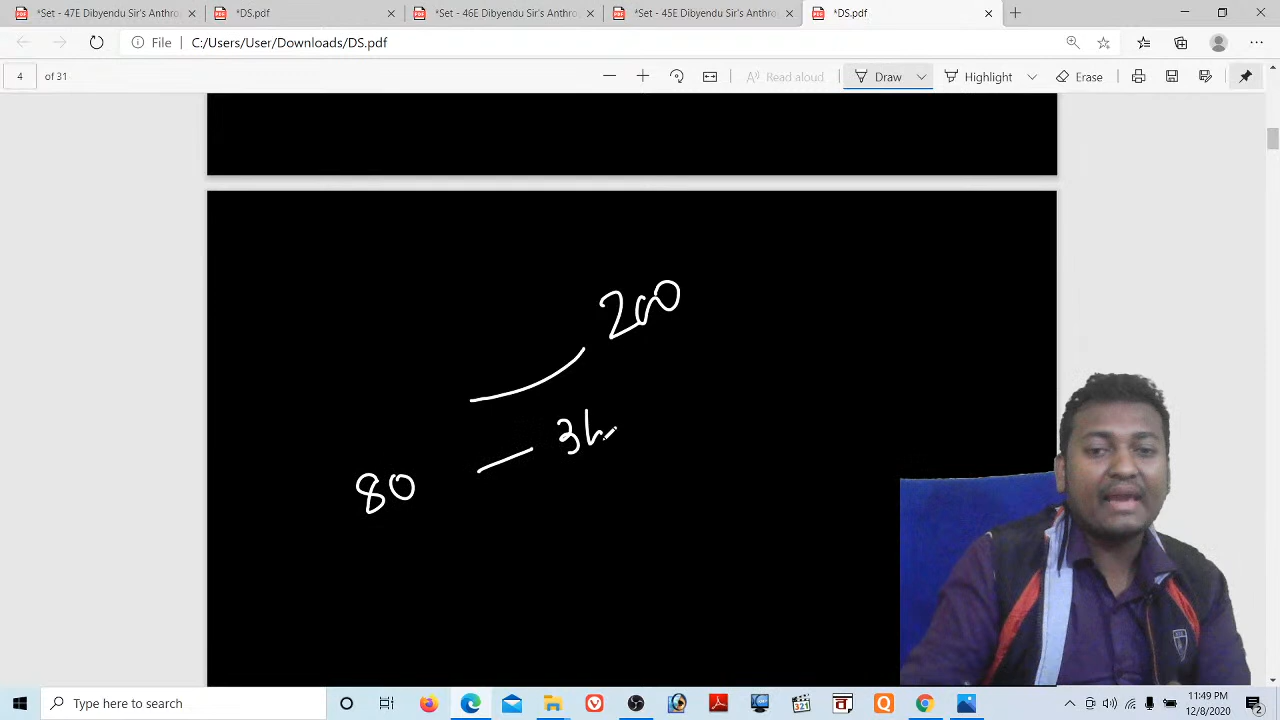 *Set - 47E Dibyendu Sir's Anthro *DS.pdf *Set - 46E Dibyendu Sir's Anthro *Set - 45E Dibyendu Sir's Anthro *DS.pdf
File C:/Users/User/Downloads/DS.pdf
4 of 31 Read aloud Draw Highlight Erase
200
3h
80
Type here to search
11:49 PM
12/8/2020